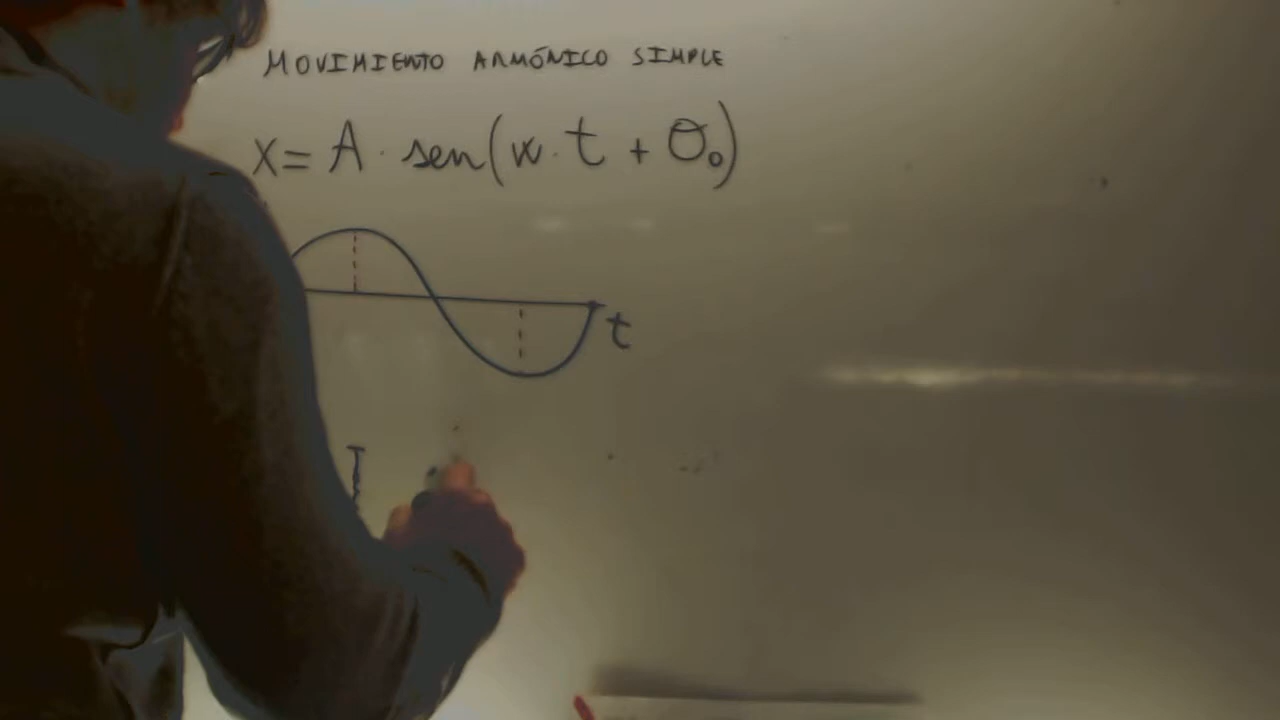 MOVIMIENTO ARMÓNICO SIMPLE
X = A · sen(w · t + θ₀)
t